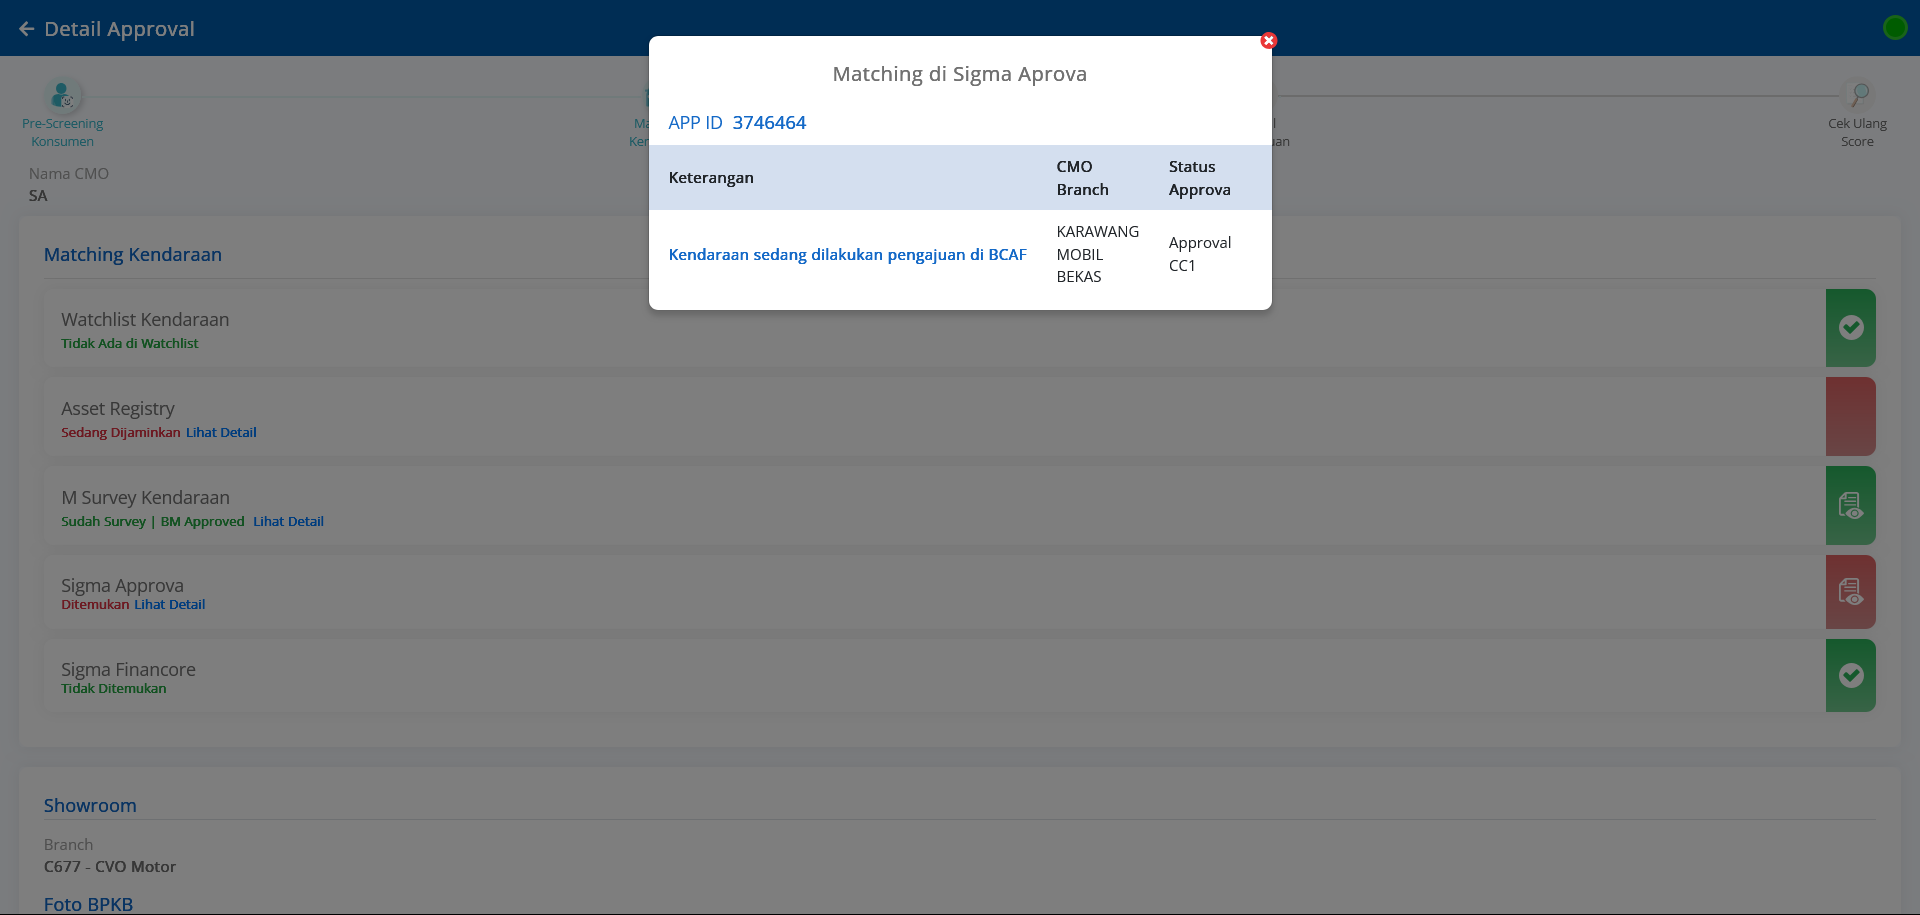 Detail Approval
Matching di Sigma Aprova
APP ID 3746464
Keterangan
CMO
Branch
Status
Approva
Kendaraan sedang dilakukan pengajuan di BCAF
KARAWANG
MOBIL
BEKAS
Approval
CC1
Pre-Screening
Konsumen
Ma
Ker
l
uan
Cek Ulang
Score
Nama CMO
SA
Matching Kendaraan
Watchlist Kendaraan
Tidak Ada di Watchlist
Asset Registry
Sedang Dijaminkan Lihat Detail
M Survey Kendaraan
Sudah Survey | BM Approved Lihat Detail
Sigma Approva
Ditemukan Lihat Detail
Sigma Financore
Tidak Ditemukan
Showroom
Branch
C677 - CVO Motor
Foto BPKB